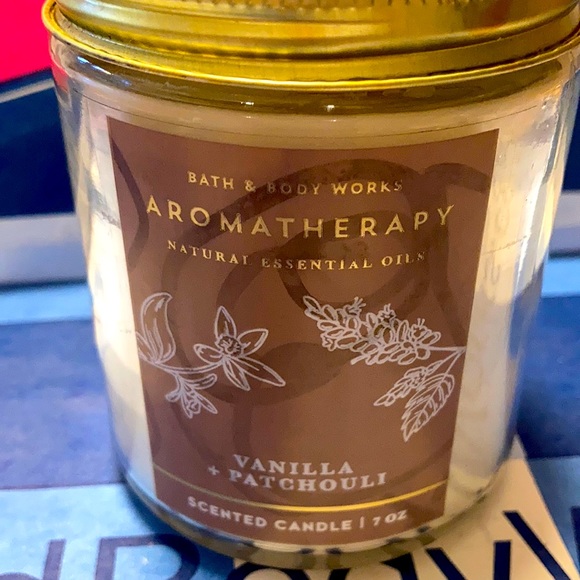 BATH & BODY WORKS
AROMATHERAPY
NATURAL ESSENTIAL OILS
VANILLA
+ PATCHOULI
SCENTED CANDLE | 7 OZ